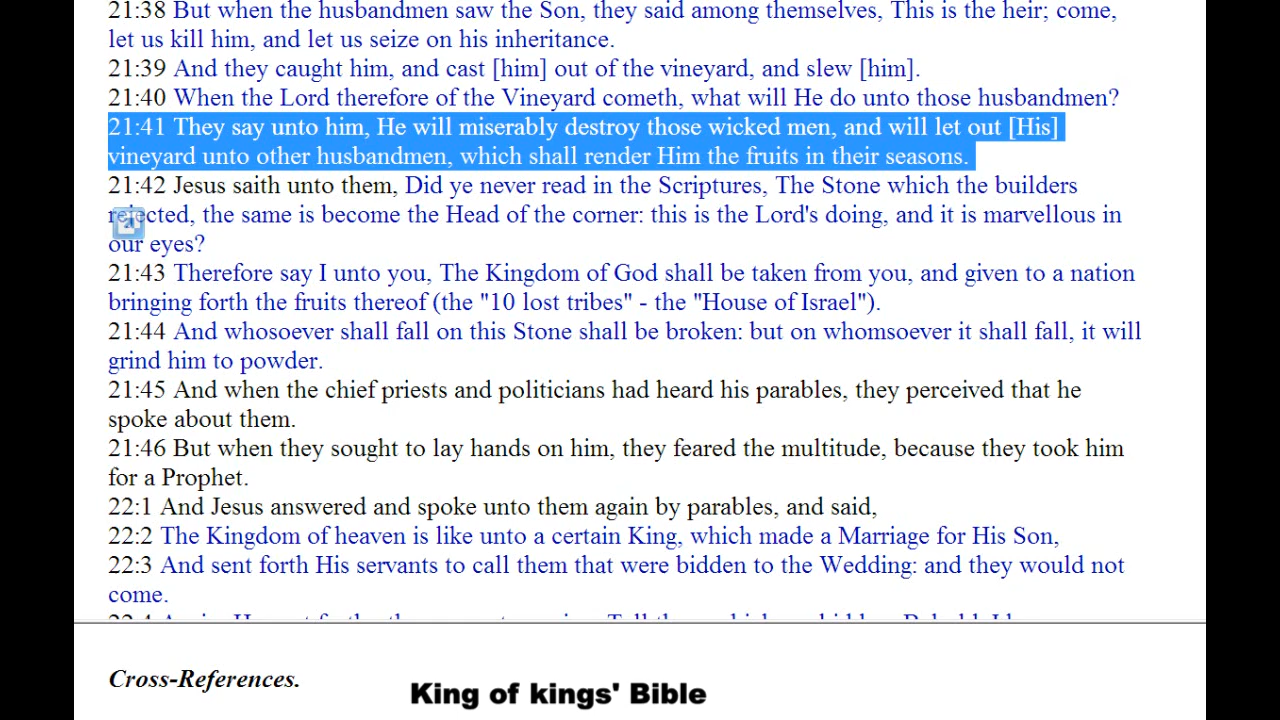 21:38 But when the husbandmen saw the Son, they said among themselves, This is the heir; come,
let us kill him, and let us seize on his inheritance.
21:39 And they caught him, and cast [him] out of the vineyard, and slew [him].
21:40 When the Lord therefore of the Vineyard cometh, what will He do unto those husbandmen?
21:41 They say unto him, He will miserably destroy those wicked men, and will let out [His]
vineyard unto other husbandmen, which shall render Him the fruits in their seasons.
21:42 Jesus saith unto them, Did ye never read in the Scriptures, The Stone which the builders
rejected, the same is become the Head of the corner: this is the Lord's doing, and it is marvellous in
our eyes?
21:43 Therefore say I unto you, The Kingdom of God shall be taken from you, and given to a nation
bringing forth the fruits thereof (the "10 lost tribes" - the "House of Israel").
21:44 And whosoever shall fall on this Stone shall be broken: but on whomsoever it shall fall, it will
grind him to powder.
21:45 And when the chief priests and politicians had heard his parables, they perceived that he
spoke about them.
21:46 But when they sought to lay hands on him, they feared the multitude, because they took him
for a Prophet.
22:1 And Jesus answered and spoke unto them again by parables, and said,
22:2 The Kingdom of heaven is like unto a certain King, which made a Marriage for His Son,
22:3 And sent forth His servants to call them that were bidden to the Wedding: and they would not
come.
Cross-References.
King of kings' Bible